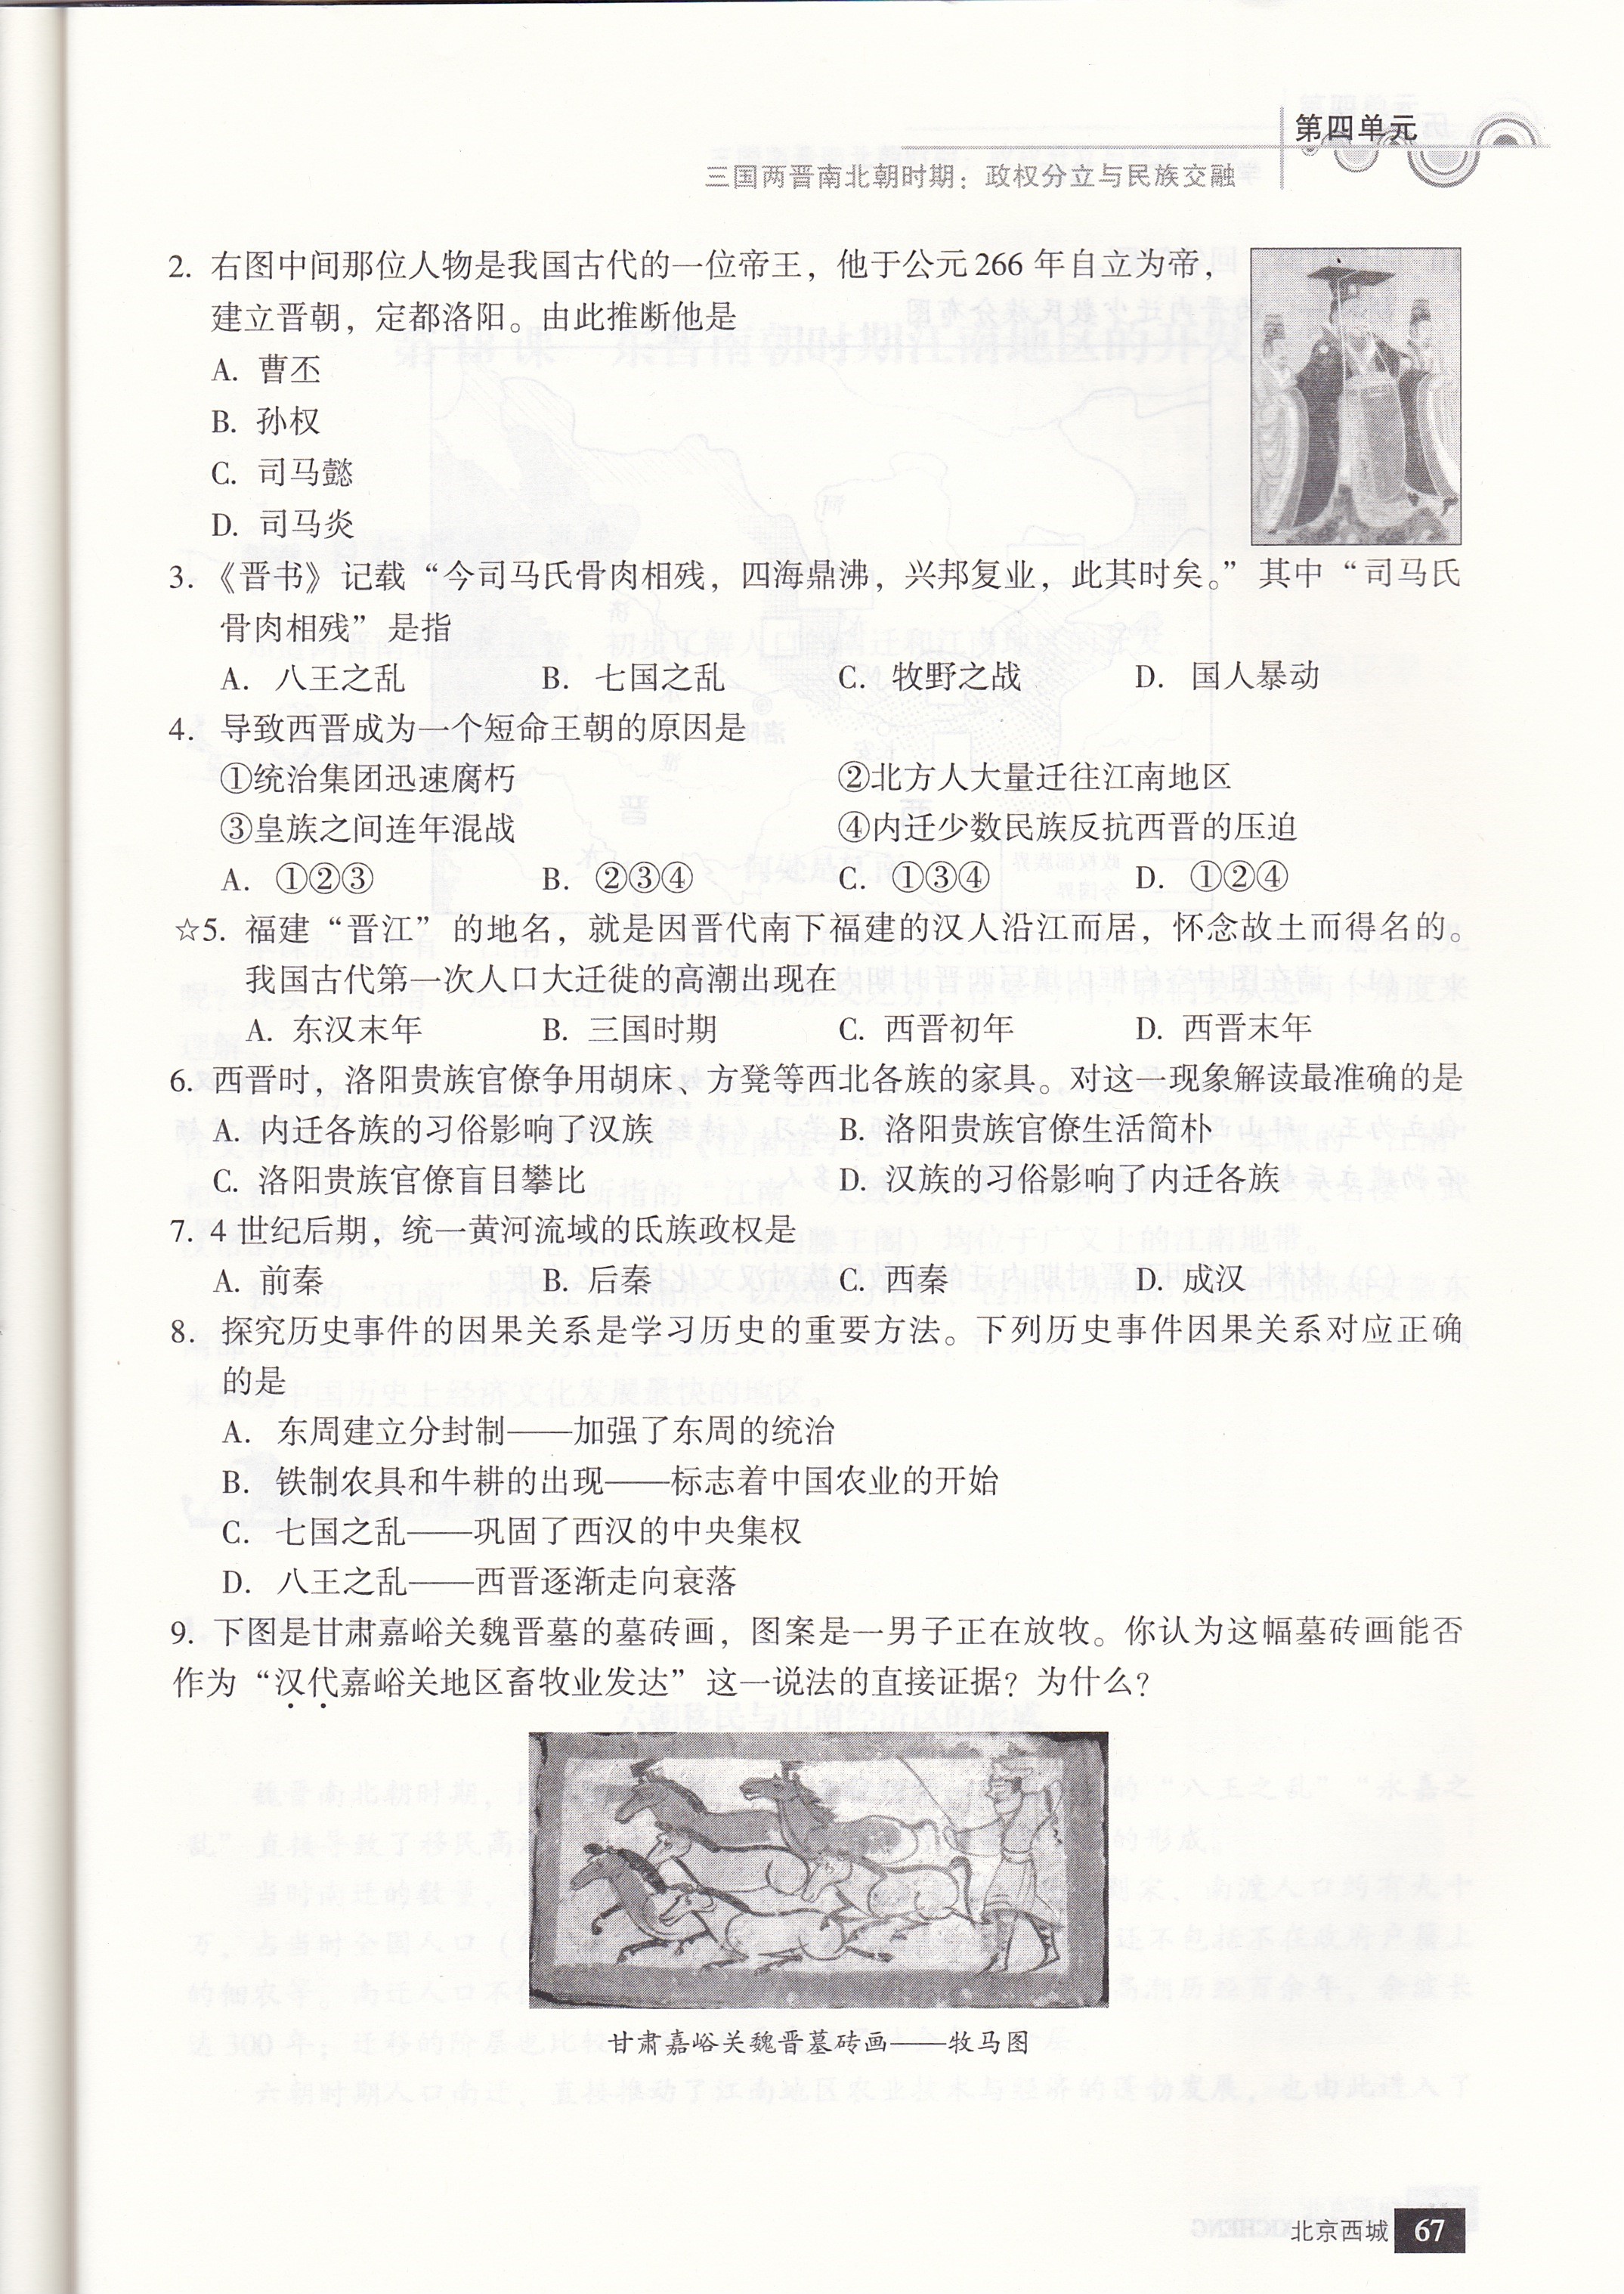 第四单元
三国两晋南北朝时期：政权分立与民族交融
2. 右图中间那位人物是我国古代的一位帝王，他于公元266年自立为帝，
建立晋朝，定都洛阳。由此推断他是
A. 曹丕
B. 孙权
C. 司马懿
D. 司马炎
3.《晋书》记载“今司马氏骨肉相残，四海鼎沸，兴邦复业，此其时矣。”其中“司马氏
骨肉相残”是指
A. 八王之乱 B. 七国之乱 C. 牧野之战 D. 国人暴动
4. 导致西晋成为一个短命王朝的原因是
①统治集团迅速腐朽 ②北方人大量迁往江南地区
③皇族之间连年混战 ④内迁少数民族反抗西晋的压迫
A. ①②③ B. ②③④ C. ①③④ D. ①②④
☆5. 福建“晋江”的地名，就是因晋代南下福建的汉人沿江而居，怀念故土而得名的。
我国古代第一次人口大迁徙的高潮出现在
A. 东汉末年 B. 三国时期 C. 西晋初年 D. 西晋末年
6. 西晋时，洛阳贵族官僚争用胡床、方凳等西北各族的家具。对这一现象解读最准确的是
A. 内迁各族的习俗影响了汉族 B. 洛阳贵族官僚生活简朴
C. 洛阳贵族官僚盲目攀比 D. 汉族的习俗影响了内迁各族
7. 4世纪后期，统一黄河流域的氐族政权是
A. 前秦 B. 后秦 C. 西秦 D. 成汉
8. 探究历史事件的因果关系是学习历史的重要方法。下列历史事件因果关系对应正确
的是
A. 东周建立分封制——加强了东周的统治
B. 铁制农具和牛耕的出现——标志着中国农业的开始
C. 七国之乱——巩固了西汉的中央集权
D. 八王之乱——西晋逐渐走向衰落
9. 下图是甘肃嘉峪关魏晋墓的墓砖画，图案是一男子正在放牧。你认为这幅墓砖画能否
作为“汉代嘉峪关地区畜牧业发达”这一说法的直接证据？为什么？
甘肃嘉峪关魏晋墓砖画——牧马图
北京西城 67